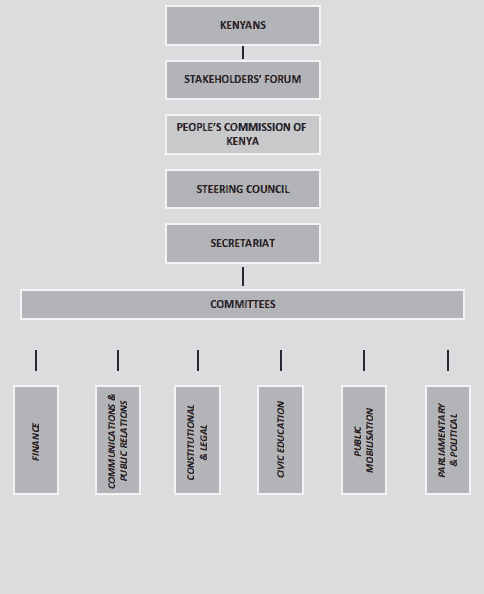 KENYANS
STAKEHOLDERS' FORUM
PEOPLE'S COMMISSION OF
KENYA
STEERING COUNCIL
SECRETARIAT
COMMITTEES
FINANCE
COMMUNICATIONS &
PUBLIC RELATIONS
CONSTITUTIONAL
& LEGAL
CIVIC EDUCATION
PUBLIC
MOBILISATION
PARLIAMENTARY
& POLITICAL